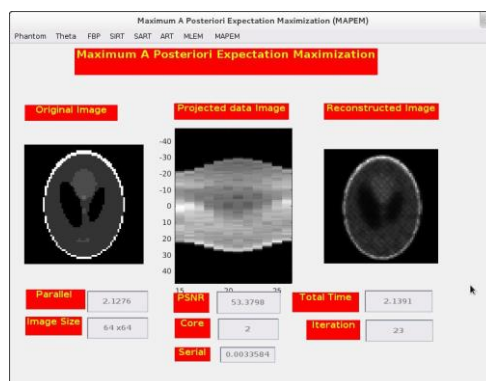 Maximum A Posteriori Expectation Maximization (MAPEM)
Phantom Theta FBP SIRT SART ART MLEM MAPEM
Maximum A Posteriori Expectation Maximization
Original Image
Projected data Image
Reconstructed Image
-40
-30
-20
-10
0
10
20
30
40
15 20 25
Parallel 2.1276
PSNR 53.3798
Total Time 2.1391
Image Size 64 x64
Core 2
Iteration 23
Serial 0.0033584